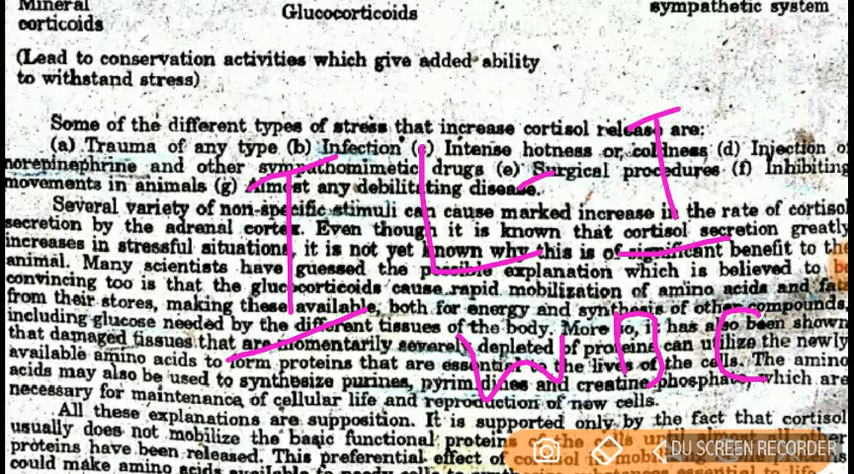 Mineral
corticoids
Glucocorticoids
sympathetic system
(Lead to conservation activities which give added ability
to withstand stress)
Some of the different types of stress that increase cortisol release are:
(a) Trauma of any type (b) Infection (c) Intense hotness or, coldness (d) Injection of
norepinephrine and other sympathomimetic drugs (e) Surgical procedures (f) Inhibiting
movements in animals (g) almost any debilitating disease.
Several variety of non-specific stimuli can cause marked increase in the rate of cortisol
secretion by the adrenal cortex. Even though it is known that cortisol secretion greatly
increases in stressful situations, it is not yet known why this is of significant benefit to the
animal. Many scientists have guessed the possible explanation which is believed to be
convincing too is that the glucocorticoids cause rapid mobilization of amino acids and fats
from their stores, making these available, both for energy and synthesis of other compounds,
including glucose needed by the different tissues of the body. More so, it has also been shown
that damaged tissues that are momentarily severely depleted of proteins can utilize the newly
available amino acids to form proteins that are essential the lives of the cells. The amino
acids may also be used to synthesize purines, pyrimidines and creatine phosphate which are
necessary for maintenance of cellular life and reproduction of new cells.
All these explanations are supposition. It is supported only by the fact that cortisol
usually does not mobilize the basic functional proteins the cells other
proteins have been released. This preferential effect of cortisol
could make amino acids available to essential
DU SCREEN RECORDER